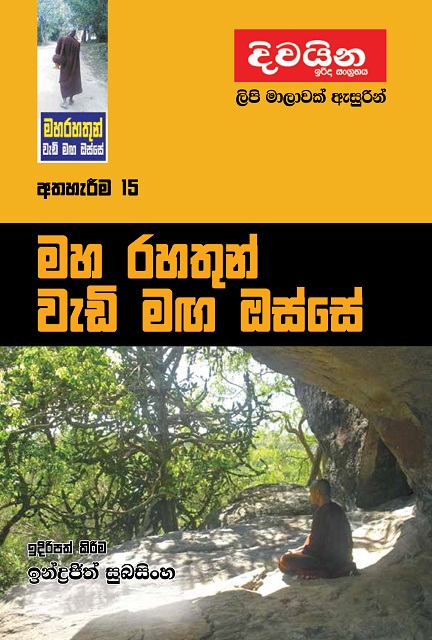 දිවයින
ඉරිදා සංග්‍රහය
ලිපි මාලාවක් ඇසුරින්
මහරහතුන්
වැඩි මඟ ඔස්සේ
අතහැරීම 15
මහ රහතුන්
වැඩි මඟ ඔස්සේ
ඉදිරිපත් කිරීම
ඉන්ද්‍රජිත් සුබසිංහ